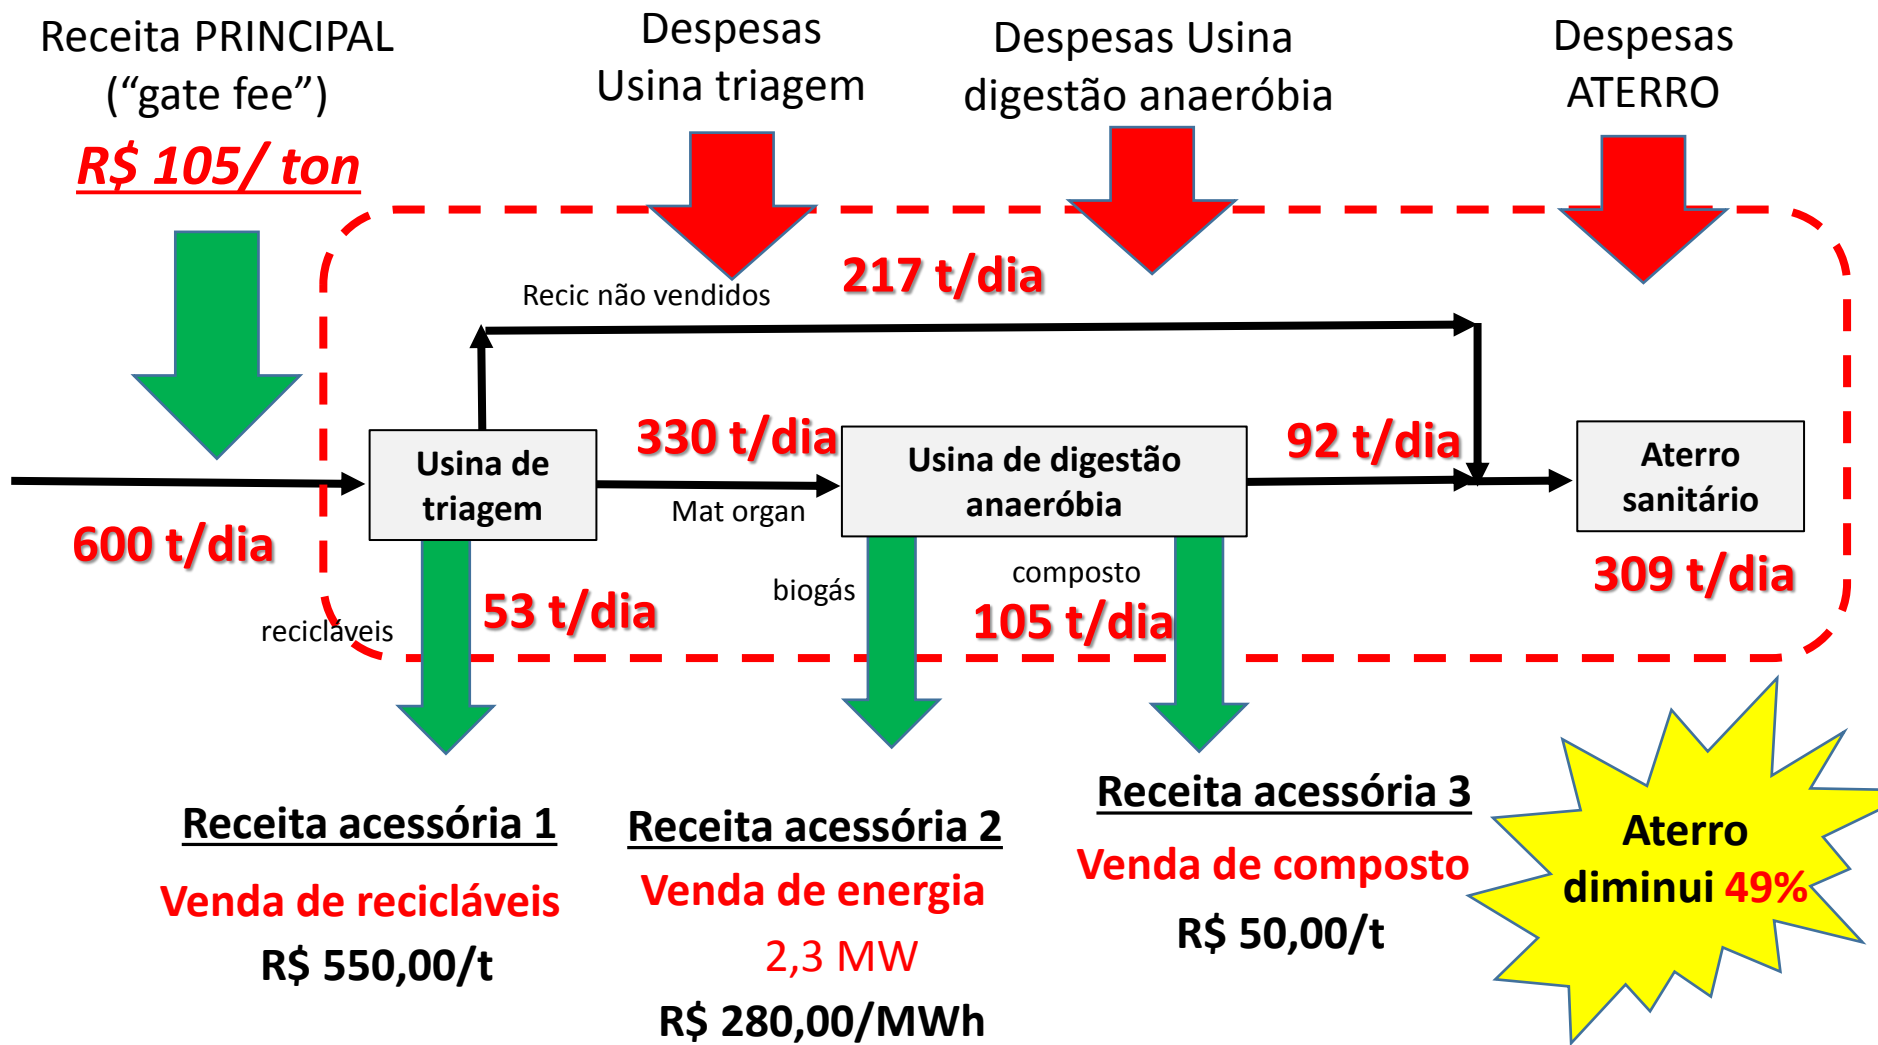 Receita PRINCIPAL
(“gate fee”)
R$ 105/ ton
Despesas
Usina triagem
Despesas Usina
digestão anaeróbia
Despesas
ATERRO
217 t/dia
Recic não vendidos
330 t/dia
92 t/dia
Usina de
triagem
Mat organ
Usina de digestão
anaeróbia
Aterro
sanitário
600 t/dia
309 t/dia
recicláveis
53 t/dia
biogás
composto
105 t/dia
Receita acessória 1
Venda de recicláveis
R$ 550,00/t
Receita acessória 2
Venda de energia
2,3 MW
R$ 280,00/MWh
Receita acessória 3
Venda de composto
R$ 50,00/t
Aterro
diminui 49%